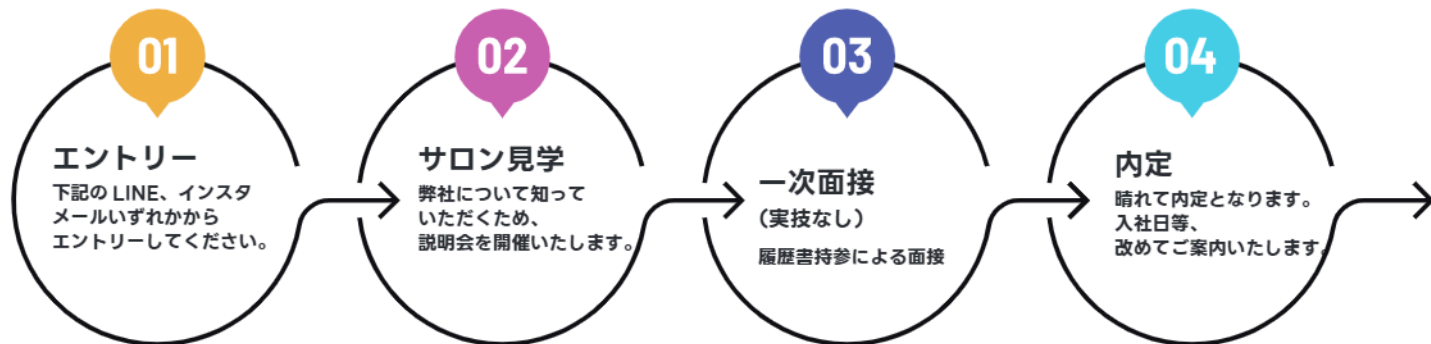 01
エントリー
下記の LINE、インスタ
メールいずれかから
エントリーしてください。
02
サロン見学
弊社について知って
いただくため、
説明会を開催いたします。
03
一次面接
（実技なし）
履歴書持参による面接
04
内定
晴れて内定となります。
入社日等、
改めてご案内いたします。